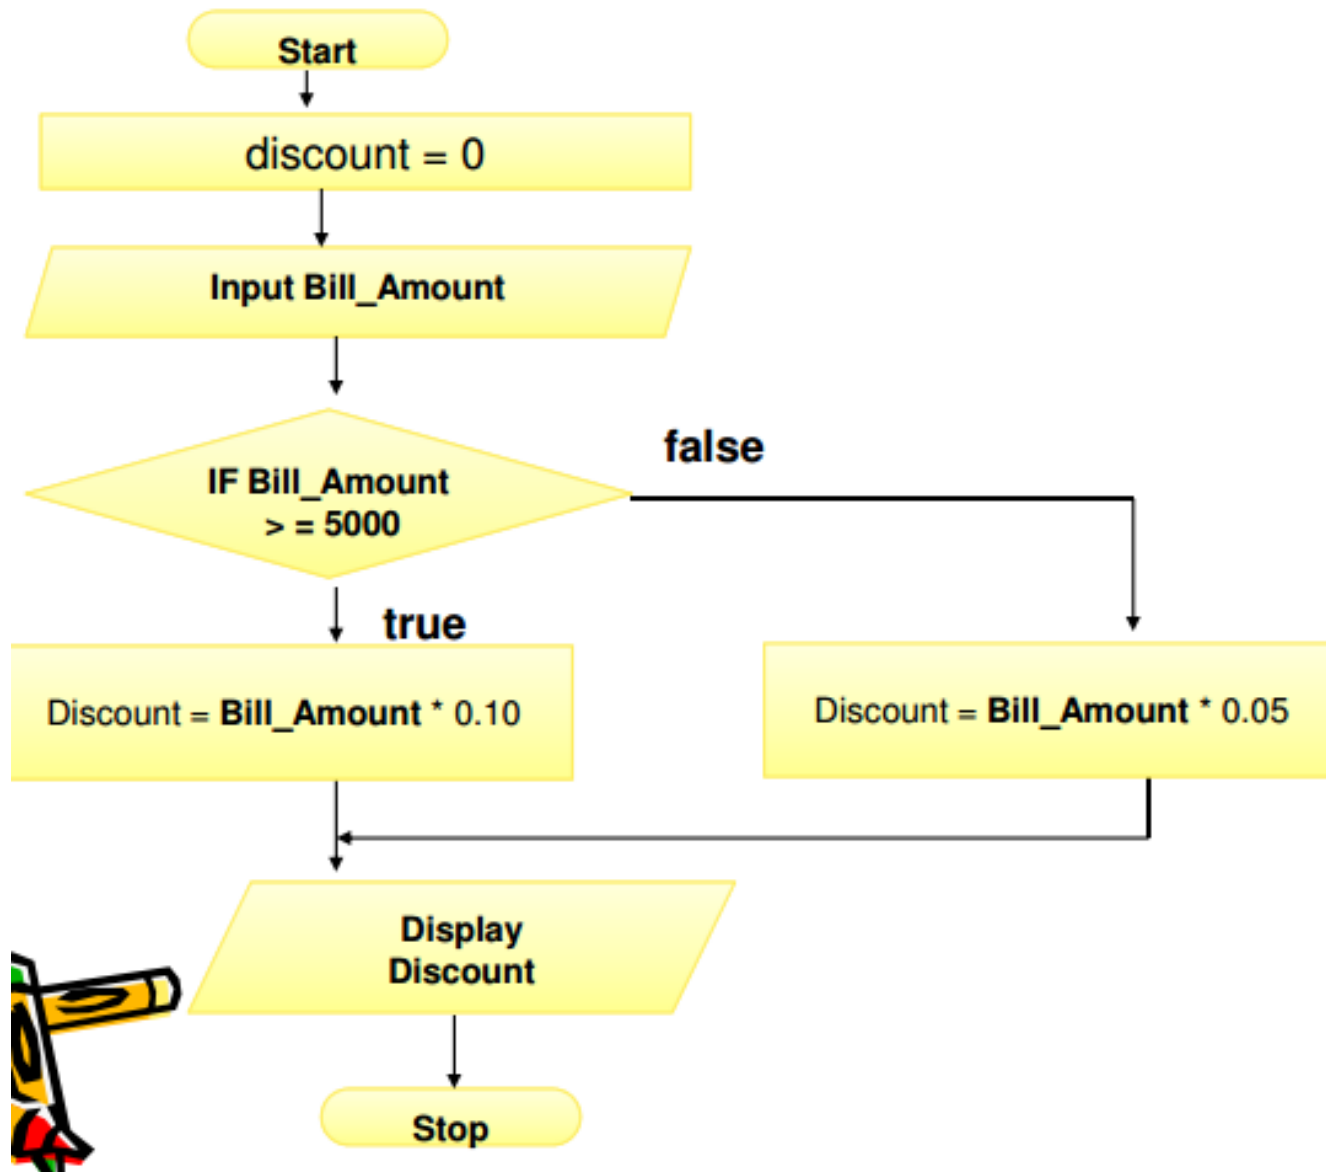 Start
discount = 0
Input Bill_Amount
IF Bill_Amount
> = 5000
false
true
Discount = Bill_Amount * 0.10
Discount = Bill_Amount * 0.05
Display
Discount
Stop